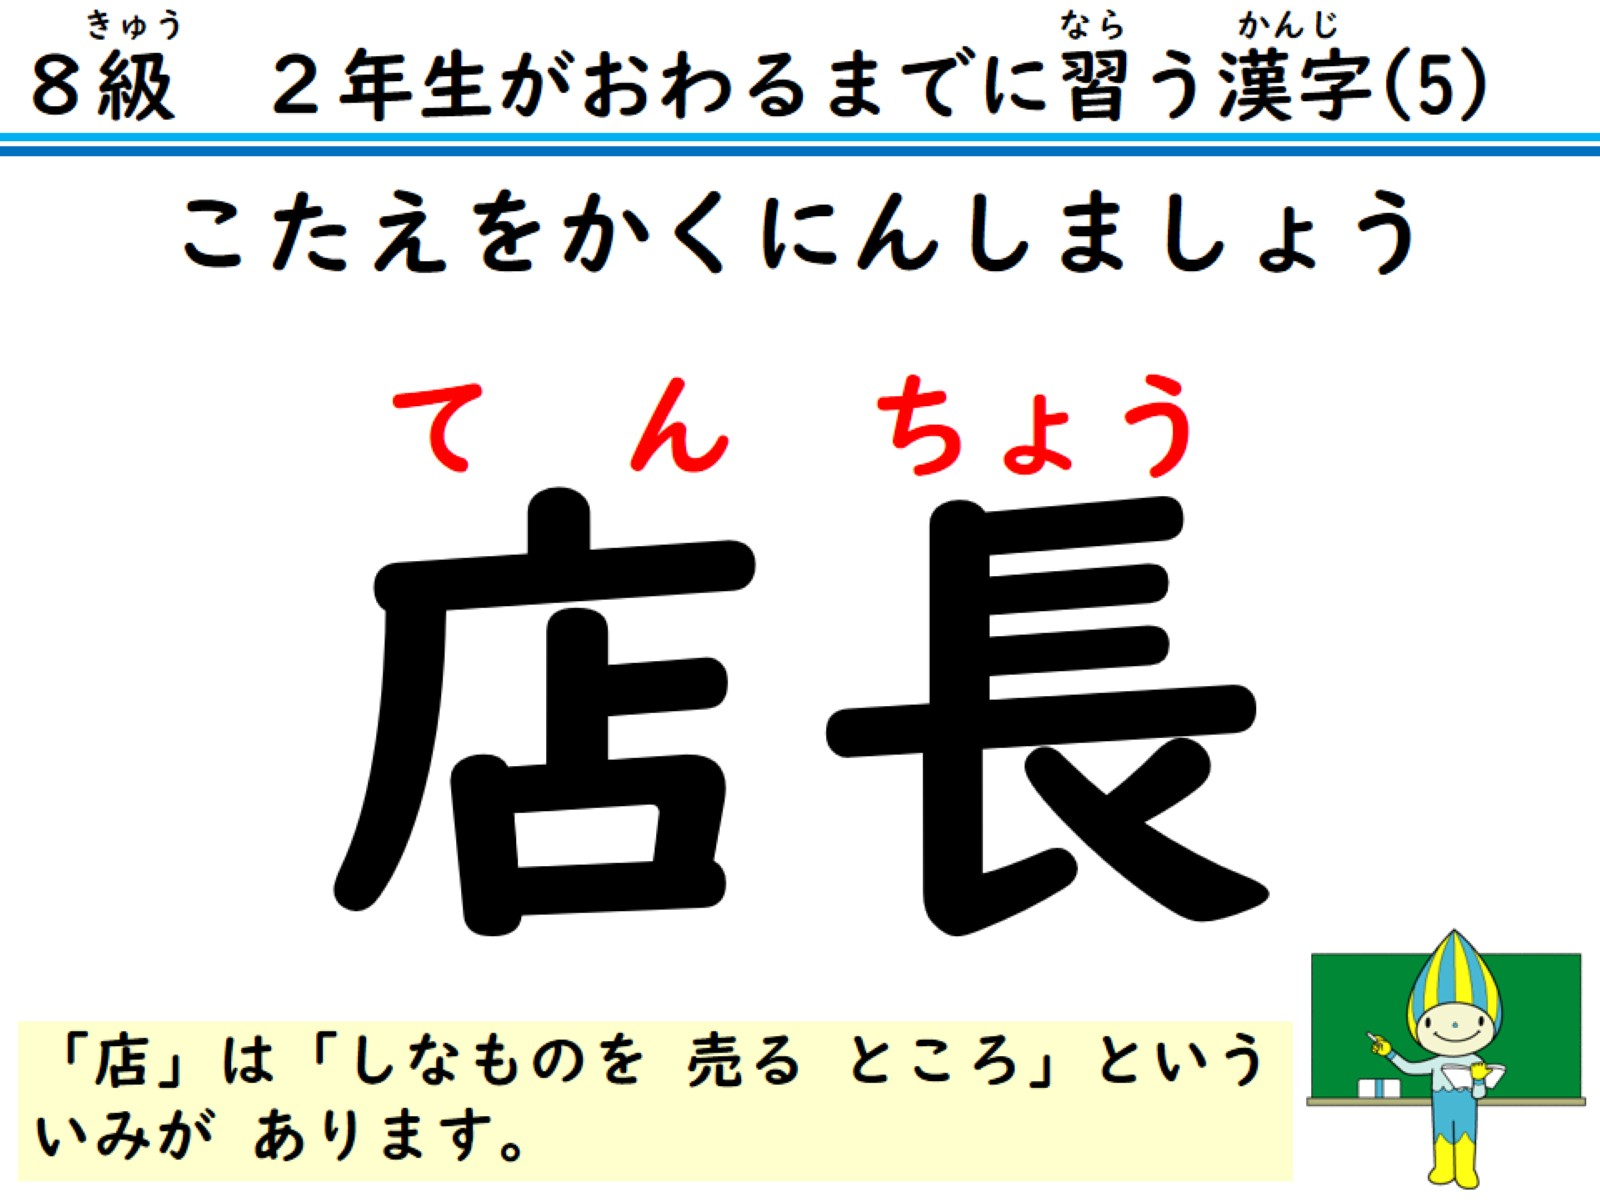 きゅう なら かんじ
8級 2年生がおわるまでに習う漢字(5)
こたえをかくにんしましょう
てん ちょう
店長
「店」は「しなものを 売る ところ」という
いみが あります。